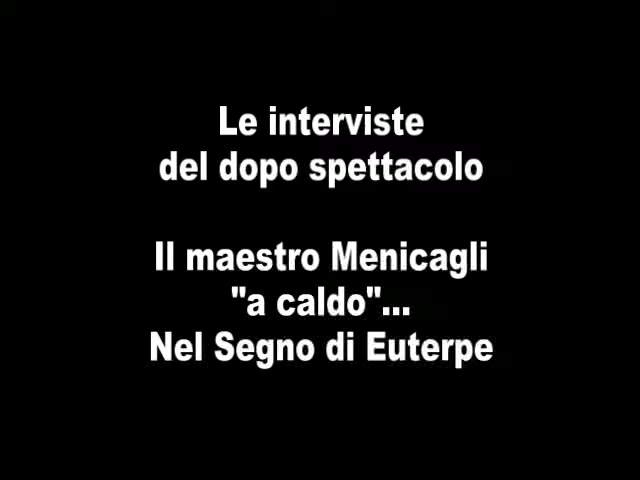 Le interviste
del dopo spettacolo
Il maestro Menicagli
"a caldo"...
Nel Segno di Euterpe